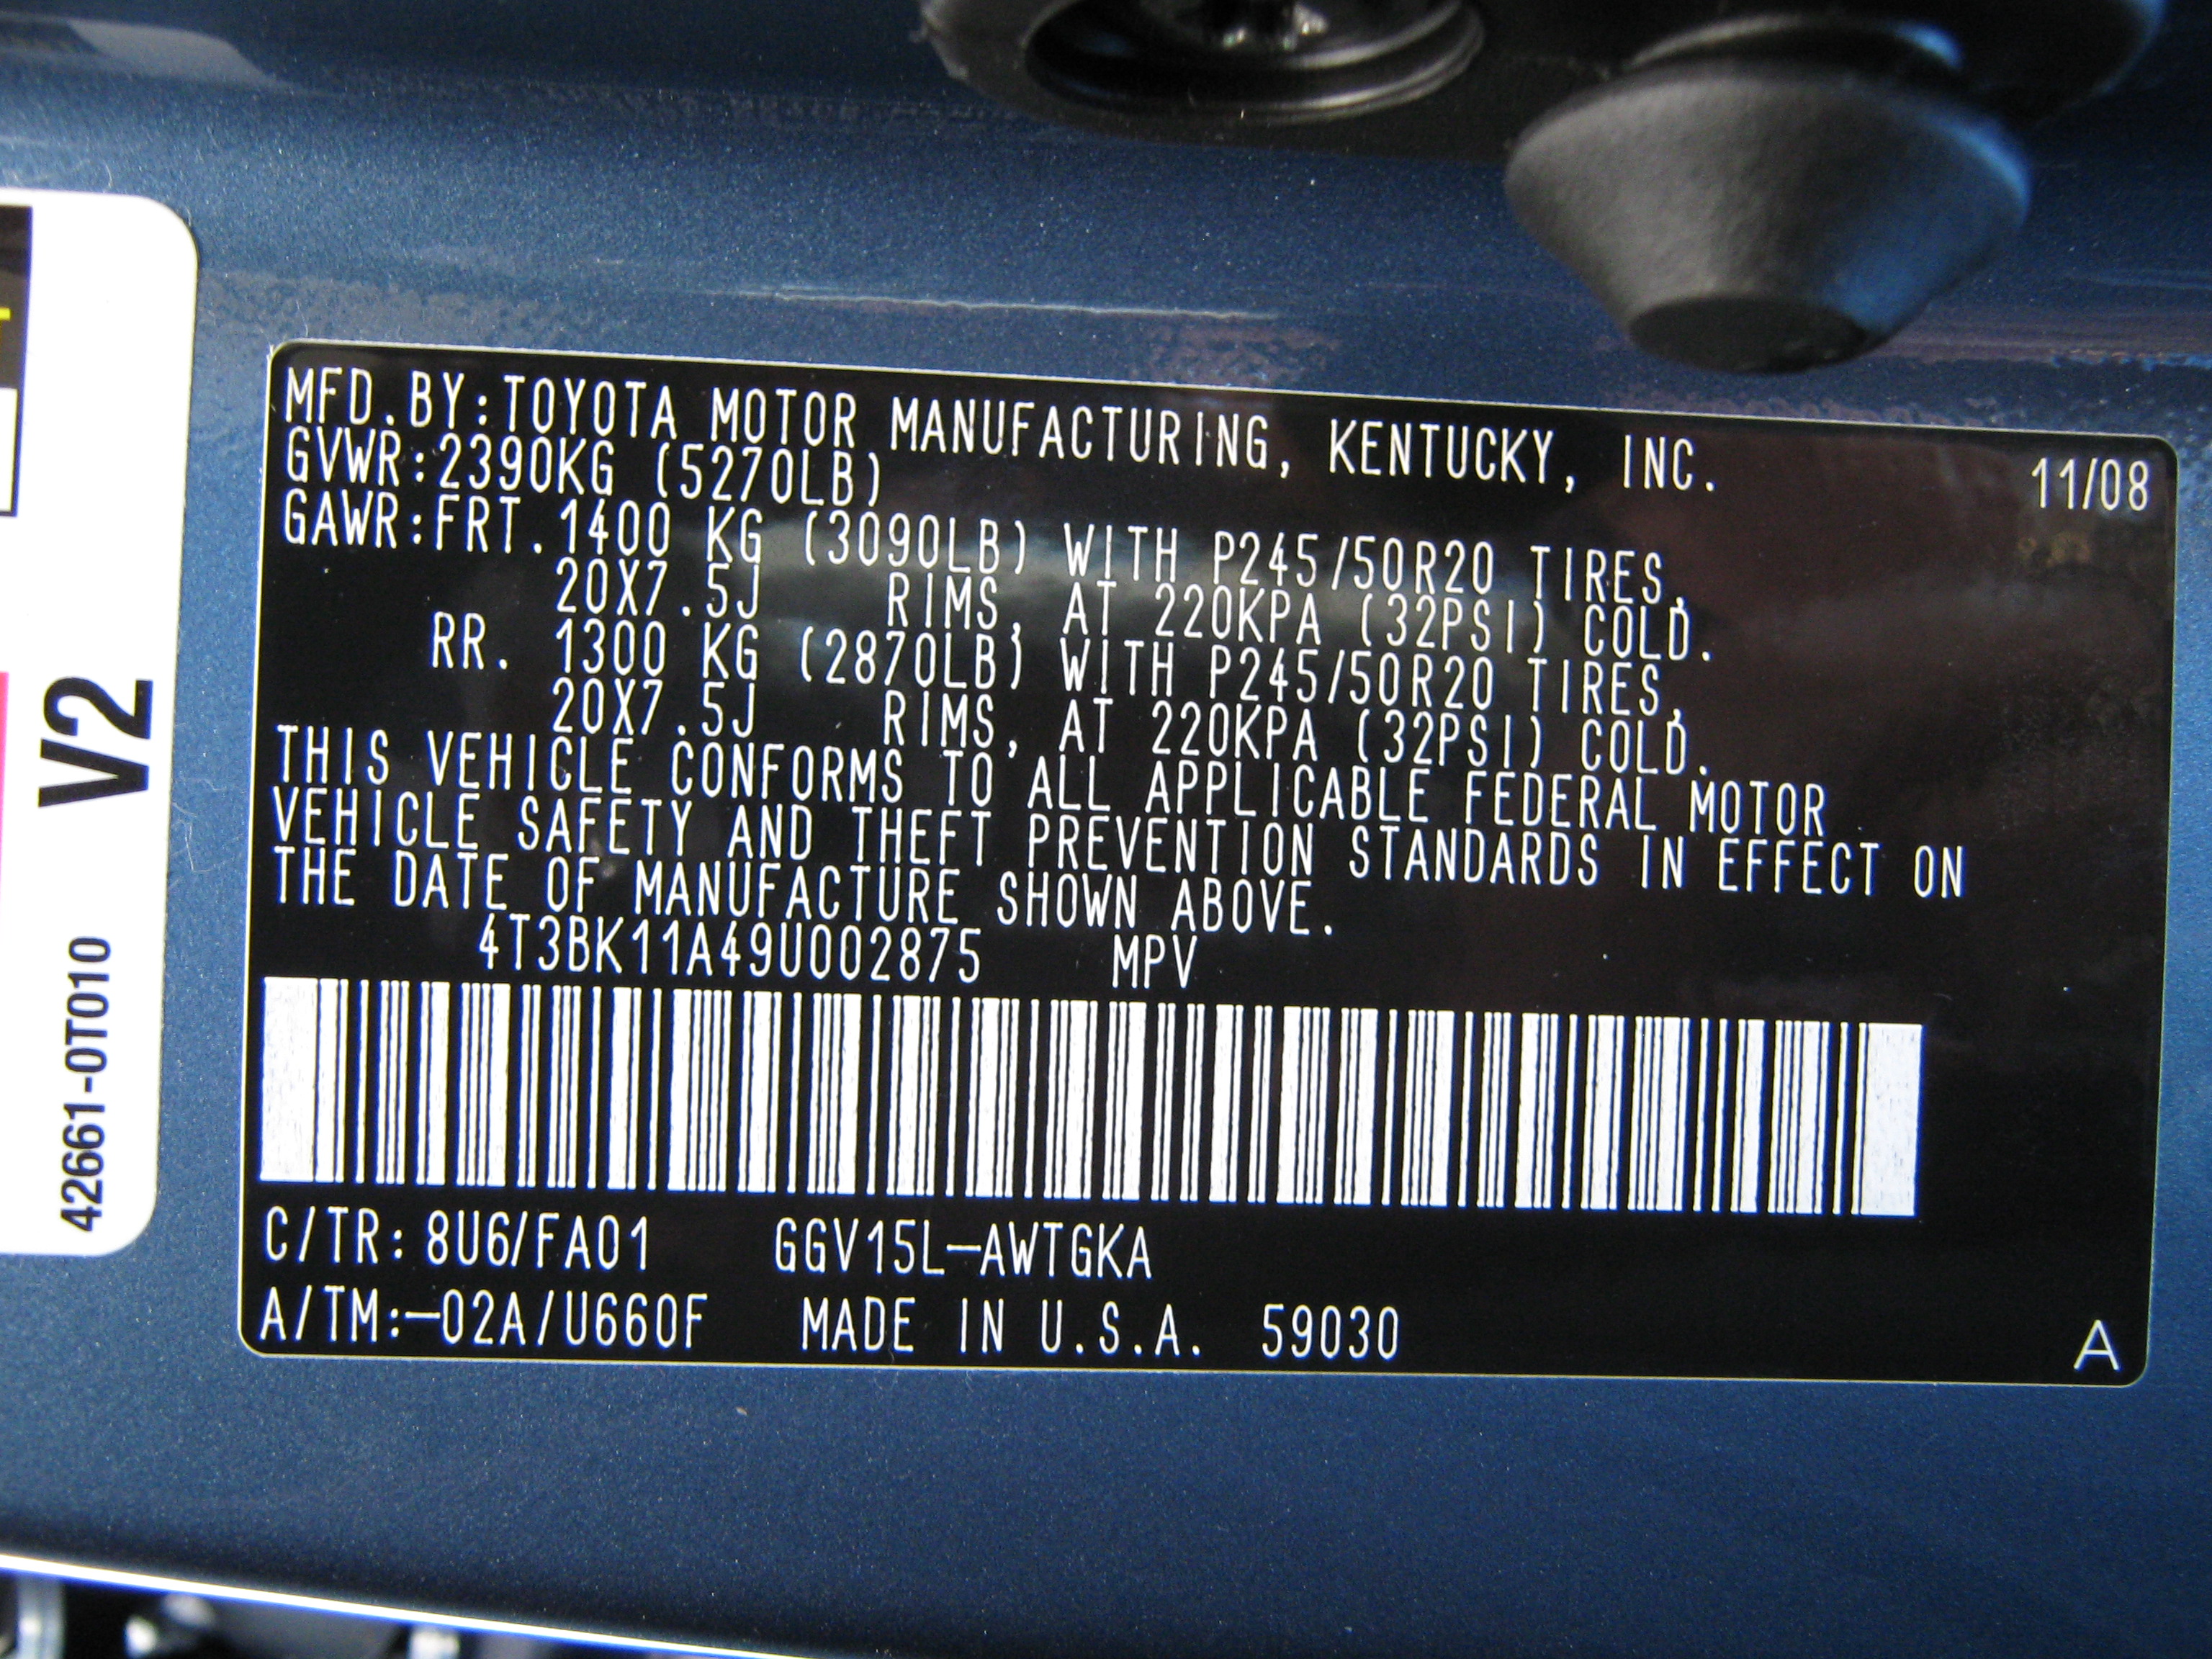 MFD.BY:TOYOTA MOTOR MANUFACTURING, KENTUCKY, INC. 11/08
GVWR:2390KG (5270LB)
GAWR:FRT.1400 KG (3090LB) WITH P245/50R20 TIRES,
20X7.5J RIMS, AT 220KPA (32PSI) COLD.
RR. 1300 KG (2870LB) WITH P245/50R20 TIRES,
20X7.5J RIMS, AT 220KPA (32PSI) COLD.
THIS VEHICLE CONFORMS TO ALL APPLICABLE FEDERAL MOTOR
VEHICLE SAFETY AND THEFT PREVENTION STANDARDS IN EFFECT ON
THE DATE OF MANUFACTURE SHOWN ABOVE.
4T3BK11A49U002875 MPV
C/TR: 8U6/FA01 GGV15L-AWTGKA
A/TM:-02A/U660F MADE IN U.S.A. 59030
A
42661-0T010 V2